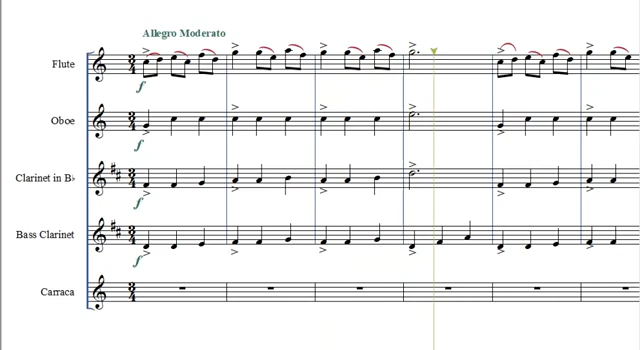 Allegro Moderato
Flute
f
Oboe
f
Clarinet in B♭
f
Bass Clarinet
f
Carraca